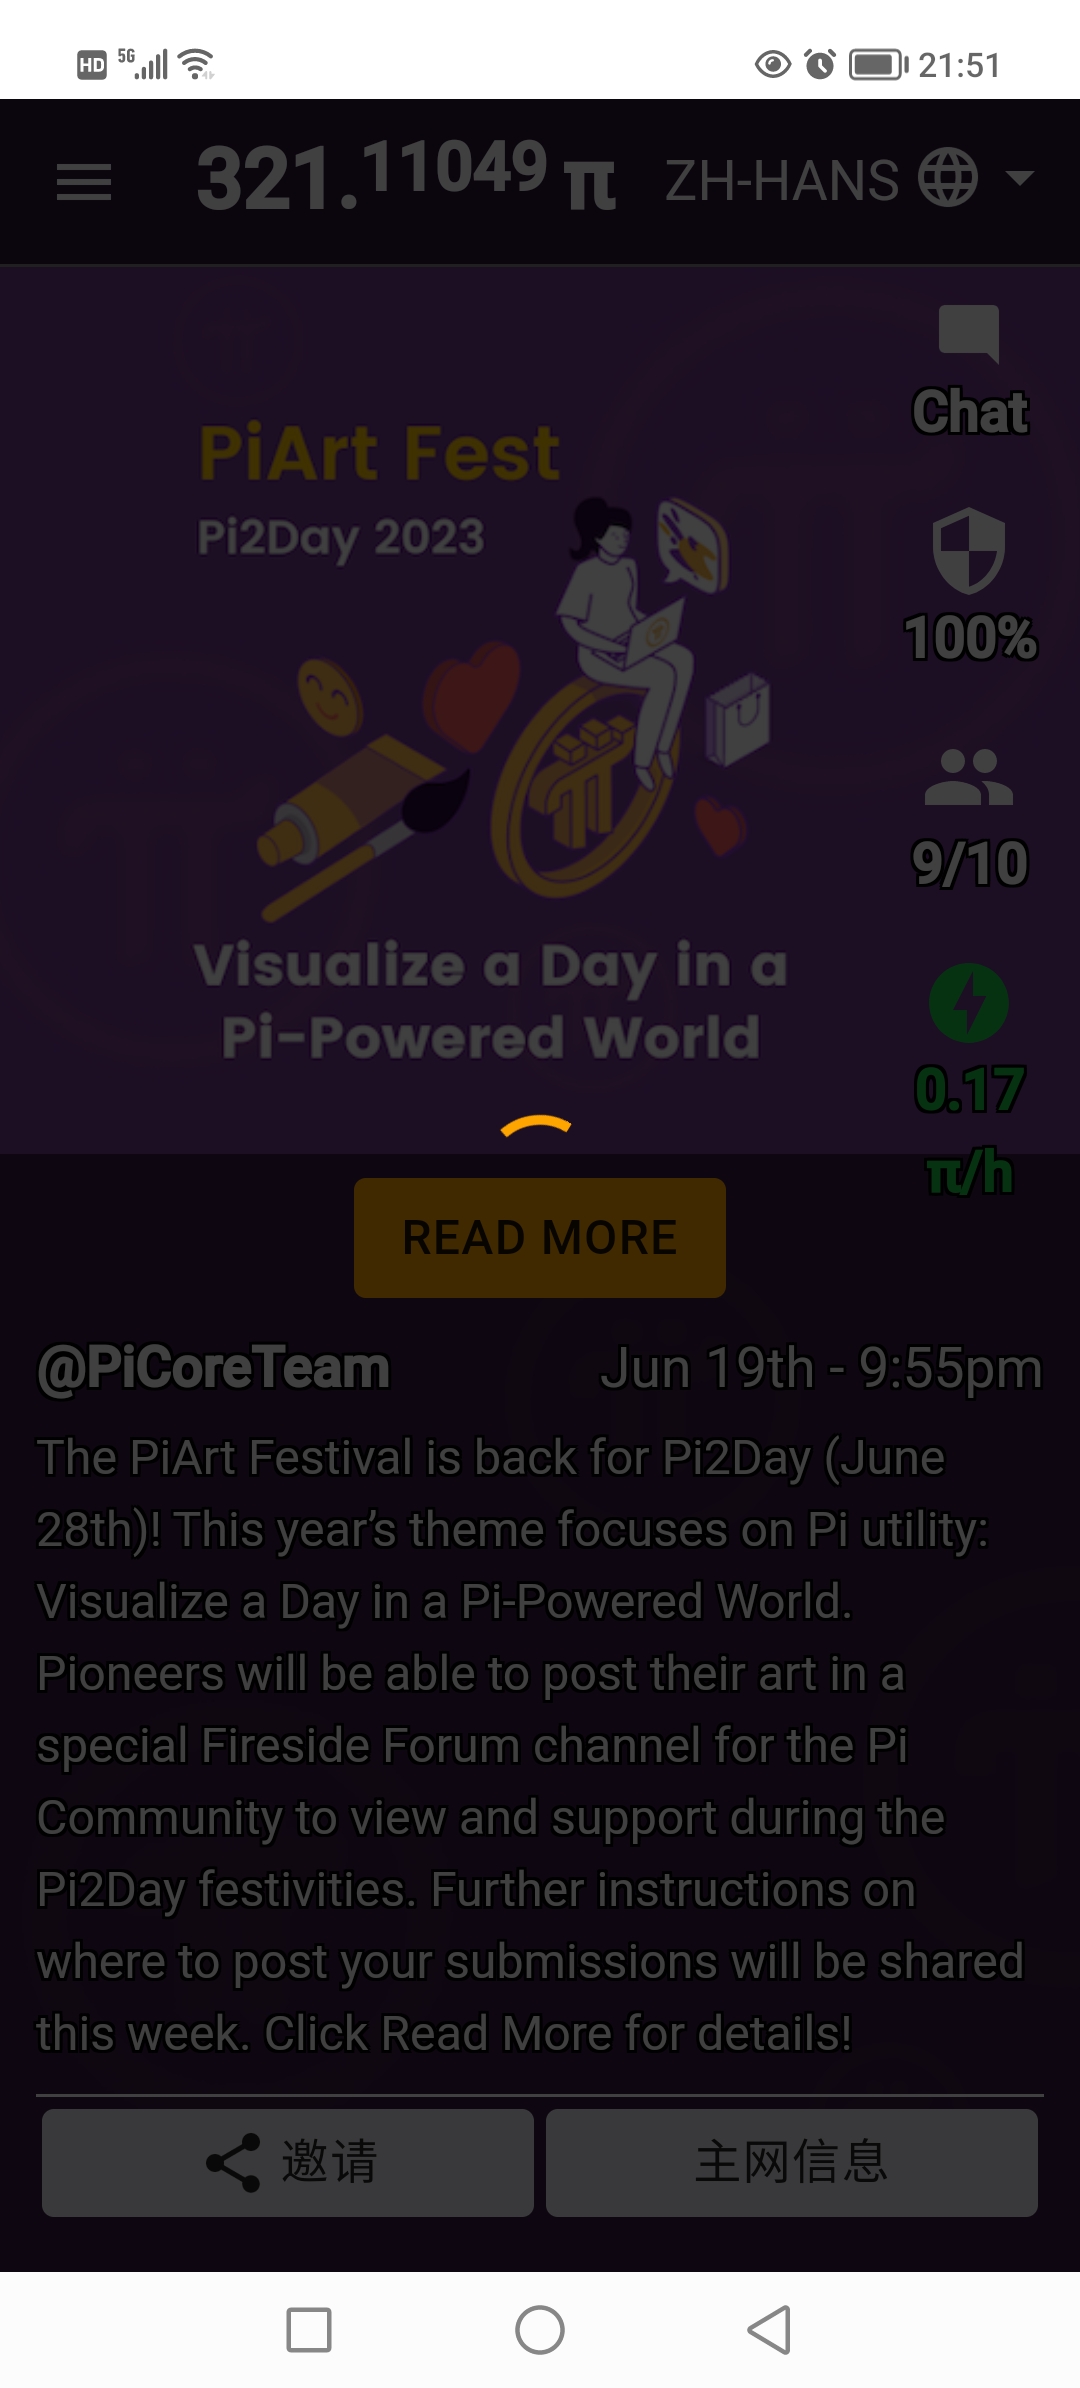 HD 5G 21:51
321.11049 π ZH-HANS
Chat
PiArt Fest
Pi2Day 2023
100%
9/10
Visualize a Day in a
Pi-Powered World
0.17
π/h
READ MORE
@PiCoreTeam Jun 19th - 9:55pm
The PiArt Festival is back for Pi2Day (June
28th)! This year’s theme focuses on Pi utility:
Visualize a Day in a Pi-Powered World.
Pioneers will be able to post their art in a
special Fireside Forum channel for the Pi
Community to view and support during the
Pi2Day festivities. Further instructions on
where to post your submissions will be shared
this week. Click Read More for details!
邀请 主网信息